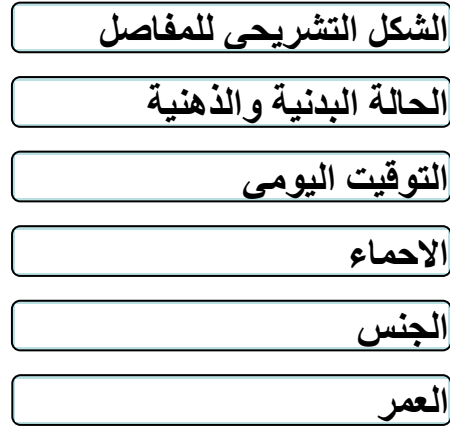 الشكل التشريحى للمفاصل
الحالة البدنية والذهنية
التوقيت اليومى
الاحماء
الجنس
العمر